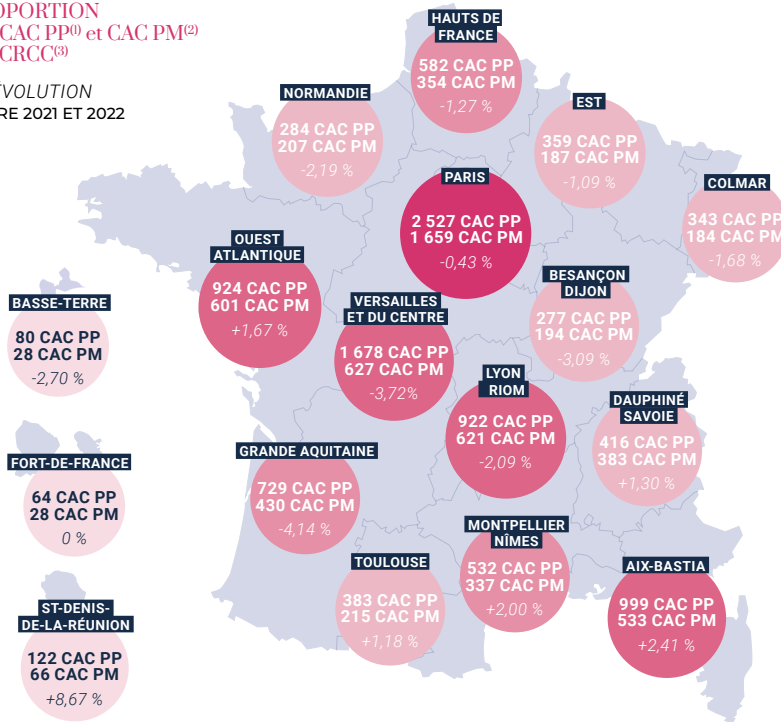 OPORTION
CAC PP(1) et CAC PM(2)
CRCC(3)
ÉVOLUTION
RE 2021 ET 2022
HAUTS DE
FRANCE
582 CAC PP
354 CAC PM
-1,27 %
NORMANDIE
284 CAC PP
207 CAC PM
-2,19 %
EST
359 CAC PP
187 CAC PM
-1,09 %
PARIS
2 527 CAC PP
1 659 CAC PM
-0,43 %
COLMAR
343 CAC PP
184 CAC PM
-1,68 %
OUEST
ATLANTIQUE
924 CAC PP
601 CAC PM
+1,67 %
BESANÇON
DIJON
277 CAC PP
194 CAC PM
-3,09 %
BASSE-TERRE
80 CAC PP
28 CAC PM
-2,70 %
VERSAILLES
ET DU CENTRE
1 678 CAC PP
627 CAC PM
-3,72%
LYON
RIOM
922 CAC PP
621 CAC PM
-2,09 %
DAUPHINÉ
SAVOIE
416 CAC PP
383 CAC PM
+1,30 %
FORT-DE-FRANCE
64 CAC PP
28 CAC PM
0 %
GRANDE AQUITAINE
729 CAC PP
430 CAC PM
-4,14 %
MONTPELLIER
NÎMES
532 CAC PP
337 CAC PM
+2,00 %
TOULOUSE
383 CAC PP
215 CAC PM
+1,18 %
AIX-BASTIA
999 CAC PP
533 CAC PM
+2,41 %
ST-DENIS-
DE-LA-RÉUNION
122 CAC PP
66 CAC PM
+8,67 %